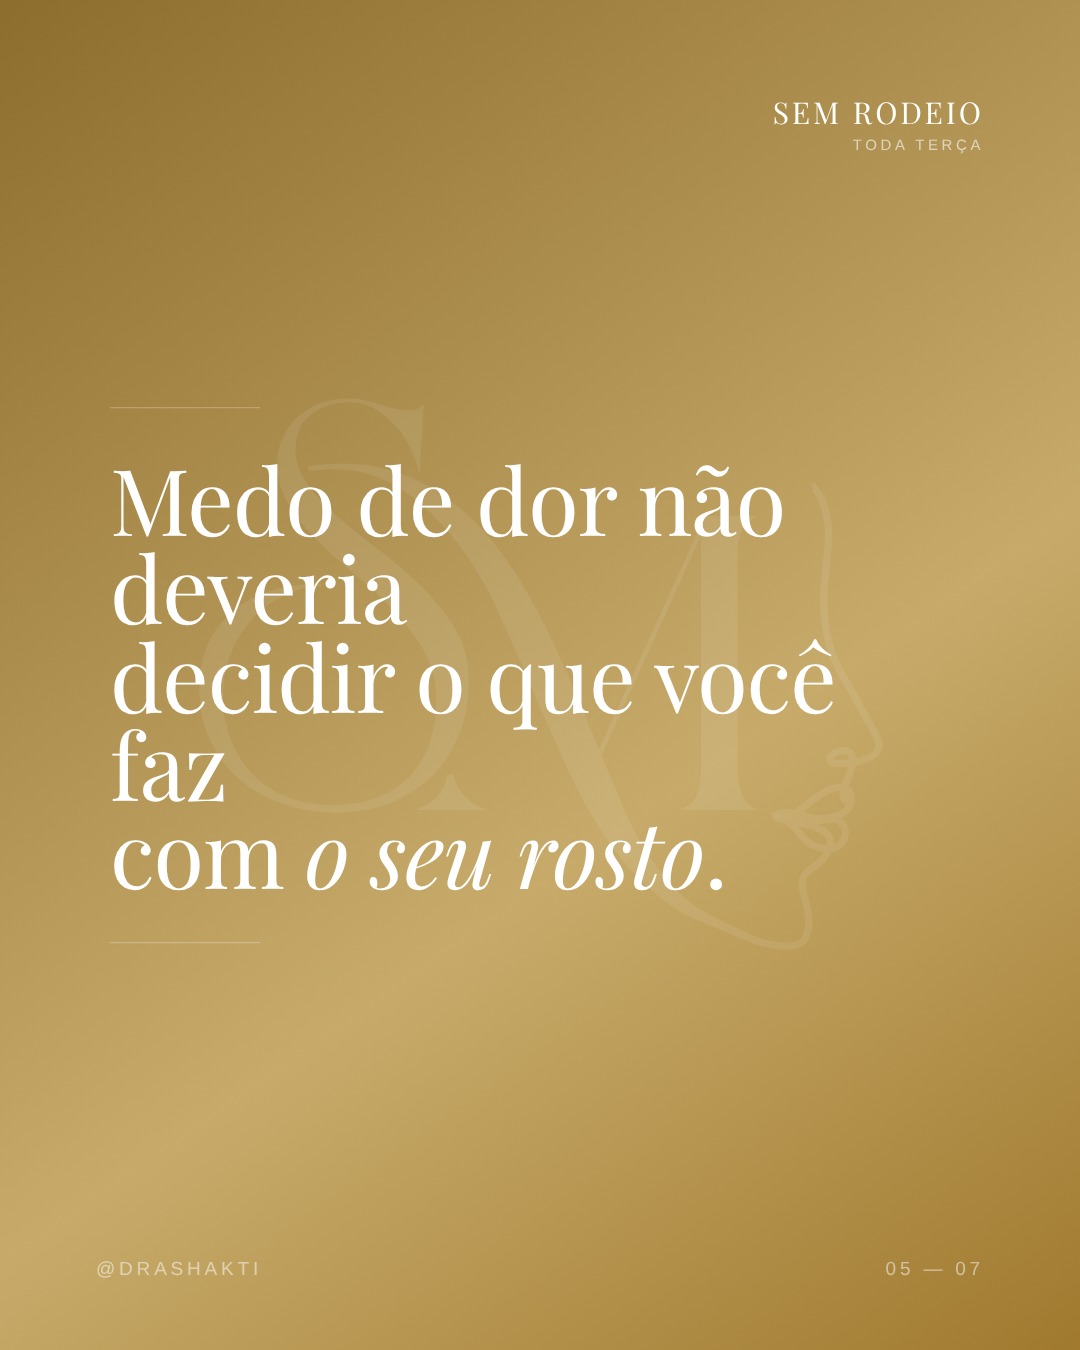 SEM RODEIO
TODA TERÇA
Medo de dor não
deveria
decidir o que você
faz
com o seu rosto.
@DRASHAKTI
05 — 07